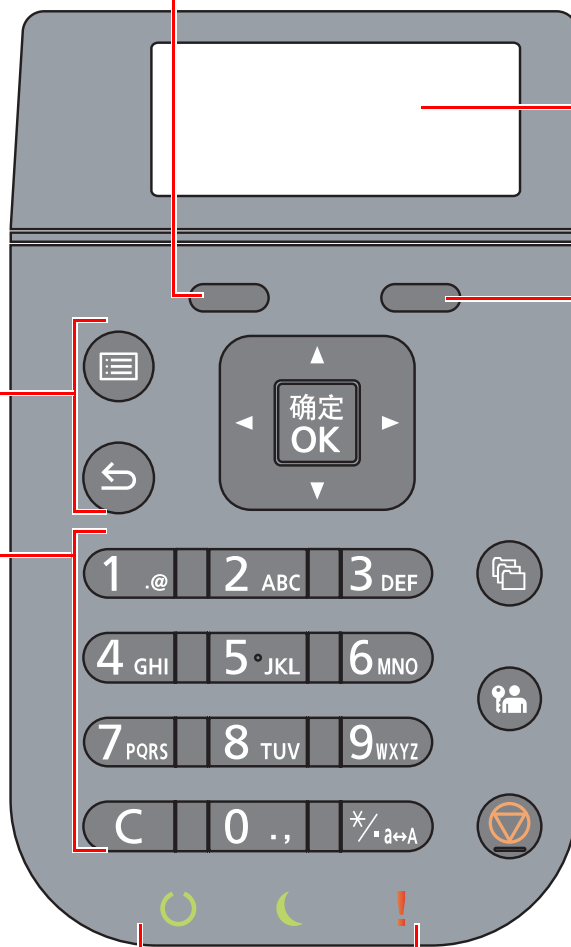 确定
OK
1 .@ 2 ABC 3 DEF
4 GHI 5 JKL 6 MNO
7 PQRS 8 TUV 9 WXYZ
C 0 ., */. a↔A
!